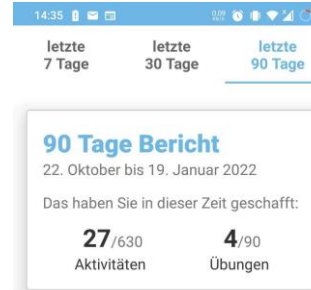 14:35
letzte letzte letzte
7 Tage 30 Tage 90 Tage
90 Tage Bericht
22. Oktober bis 19. Januar 2022
Das haben Sie in dieser Zeit geschafft:
27/630 4/90
Aktivitäten Übungen